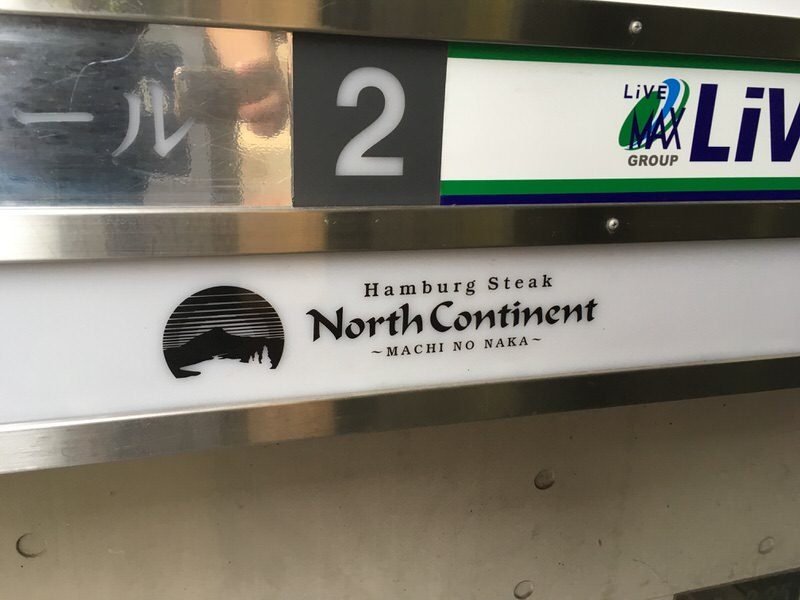 ール
2
LiVE
MAX
GROUP
LiV
Hamburg Steak
North Continent
~MACHI NO NAKA~